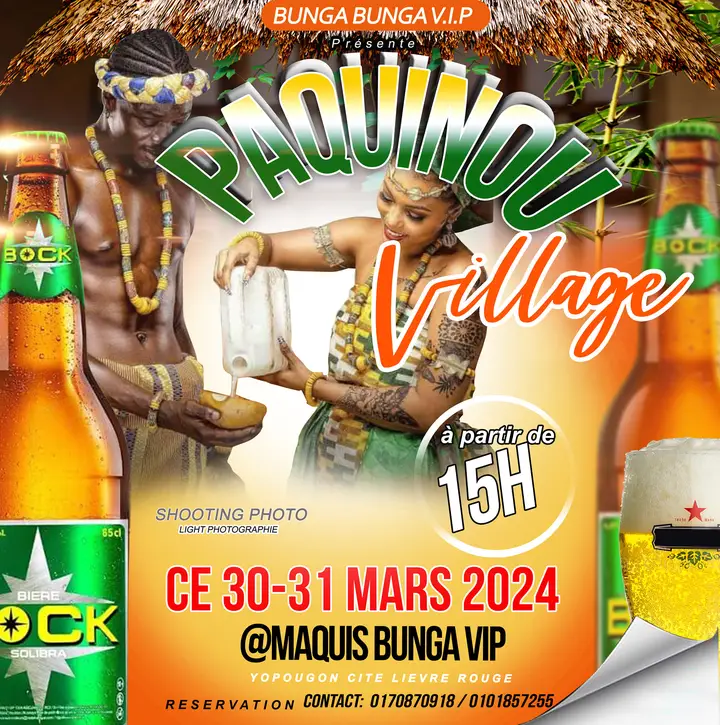 BUNGA BUNGA V.I.P
Présente
PAQUINOU
Village
BOCK
BOCK
à partir de
15H
SHOOTING PHOTO
LIGHT PHOTOGRAPHIE
65cl
BIERE
BOCK
SOLIBRA
CE 30-31 MARS 2024
@MAQUIS BUNGA VIP
YOPOUGON CITE LIEVRE ROUGE
RESERVATION CONTACT: 0170870918 / 0101857255